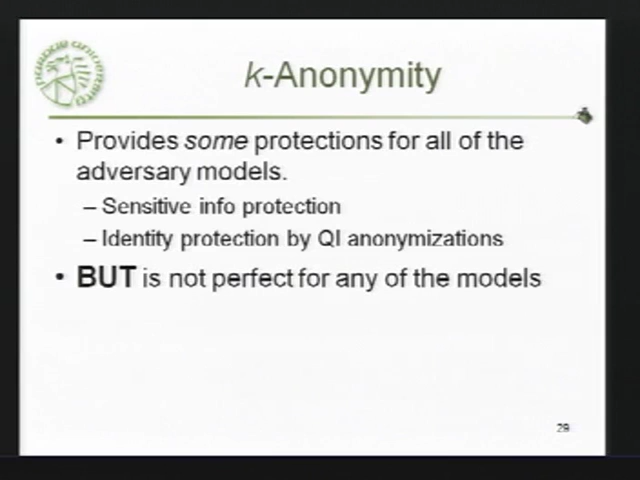 k-Anonymity
• Provides some protections for all of the
adversary models.
– Sensitive info protection
– Identity protection by QI anonymizations
• BUT is not perfect for any of the models
29